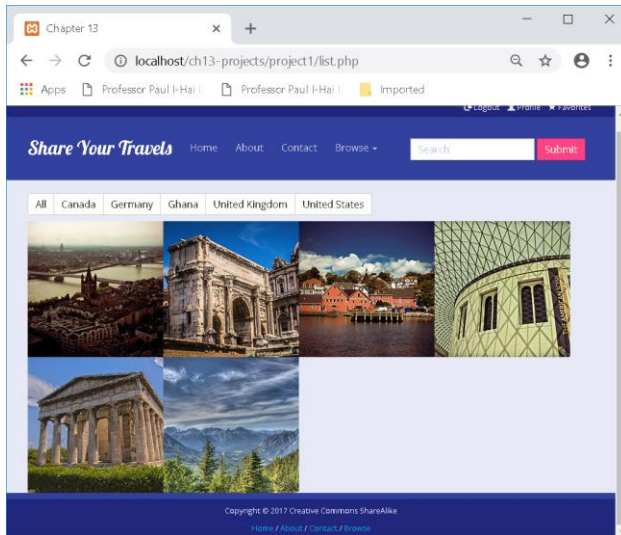 Chapter 13
localhost/ch13-projects/project1/list.php
Apps Professor Paul I-Hai Professor Paul I-Hai Imported
Logout Profile Favorites
Share Your Travels Home About Contact Browse Search Submit
All Canada Germany Ghana United Kingdom United States
Copyright © 2017 Creative Commons ShareAlike
Home / About / Contact / Browse